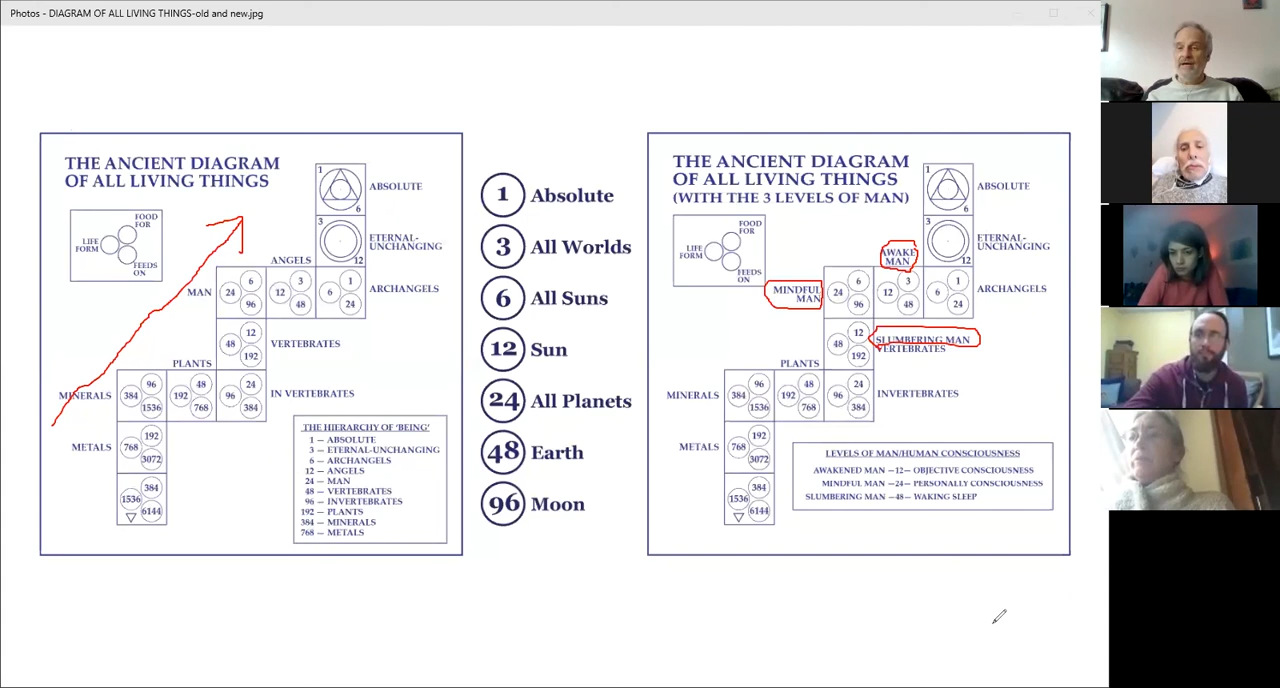 Photos - DIAGRAM OF ALL LIVING THINGS-old and new.jpg
THE ANCIENT DIAGRAM
OF ALL LIVING THINGS
FOOD
FOR
LIFE
FORM
FEEDS
ON
1
6
ABSOLUTE
3
12
ETERNAL-
UNCHANGING
ANGELS
MAN
24
6
96
12
3
48
6
1
24
ARCHANGELS
48
12
192
VERTEBRATES
PLANTS
MINERALS
384
96
1536
192
48
768
96
24
384
IN VERTEBRATES
METALS
768
192
3072
1536
384
6144
THE HIERARCHY OF 'BEING'
1 — ABSOLUTE
3 — ETERNAL-UNCHANGING
6 — ARCHANGELS
12 — ANGELS
24 — MAN
48 — VERTEBRATES
96 — INVERTEBRATES
192 — PLANTS
384 — MINERALS
768 — METALS
1 Absolute
3 All Worlds
6 All Suns
12 Sun
24 All Planets
48 Earth
96 Moon
THE ANCIENT DIAGRAM
OF ALL LIVING THINGS
(WITH THE 3 LEVELS OF MAN)
FOOD
FOR
LIFE
FORM
FEEDS
ON
1
6
ABSOLUTE
3
12
ETERNAL-
UNCHANGING
AWAKE
MAN
MINDFUL
MAN
24
6
96
12
3
48
6
1
24
ARCHANGELS
48
12
192
SLUMBERING MAN
VERTEBRATES
PLANTS
MINERALS
384
96
1536
192
48
768
96
24
384
INVERTEBRATES
METALS
768
192
3072
1536
384
6144
LEVELS OF MAN/HUMAN CONSCIOUSNESS
AWAKENED MAN —12— OBJECTIVE CONSCIOUSNESS
MINDFUL MAN —24— PERSONALLY CONSCIOUSNESS
SLUMBERING MAN —48— WAKING SLEEP